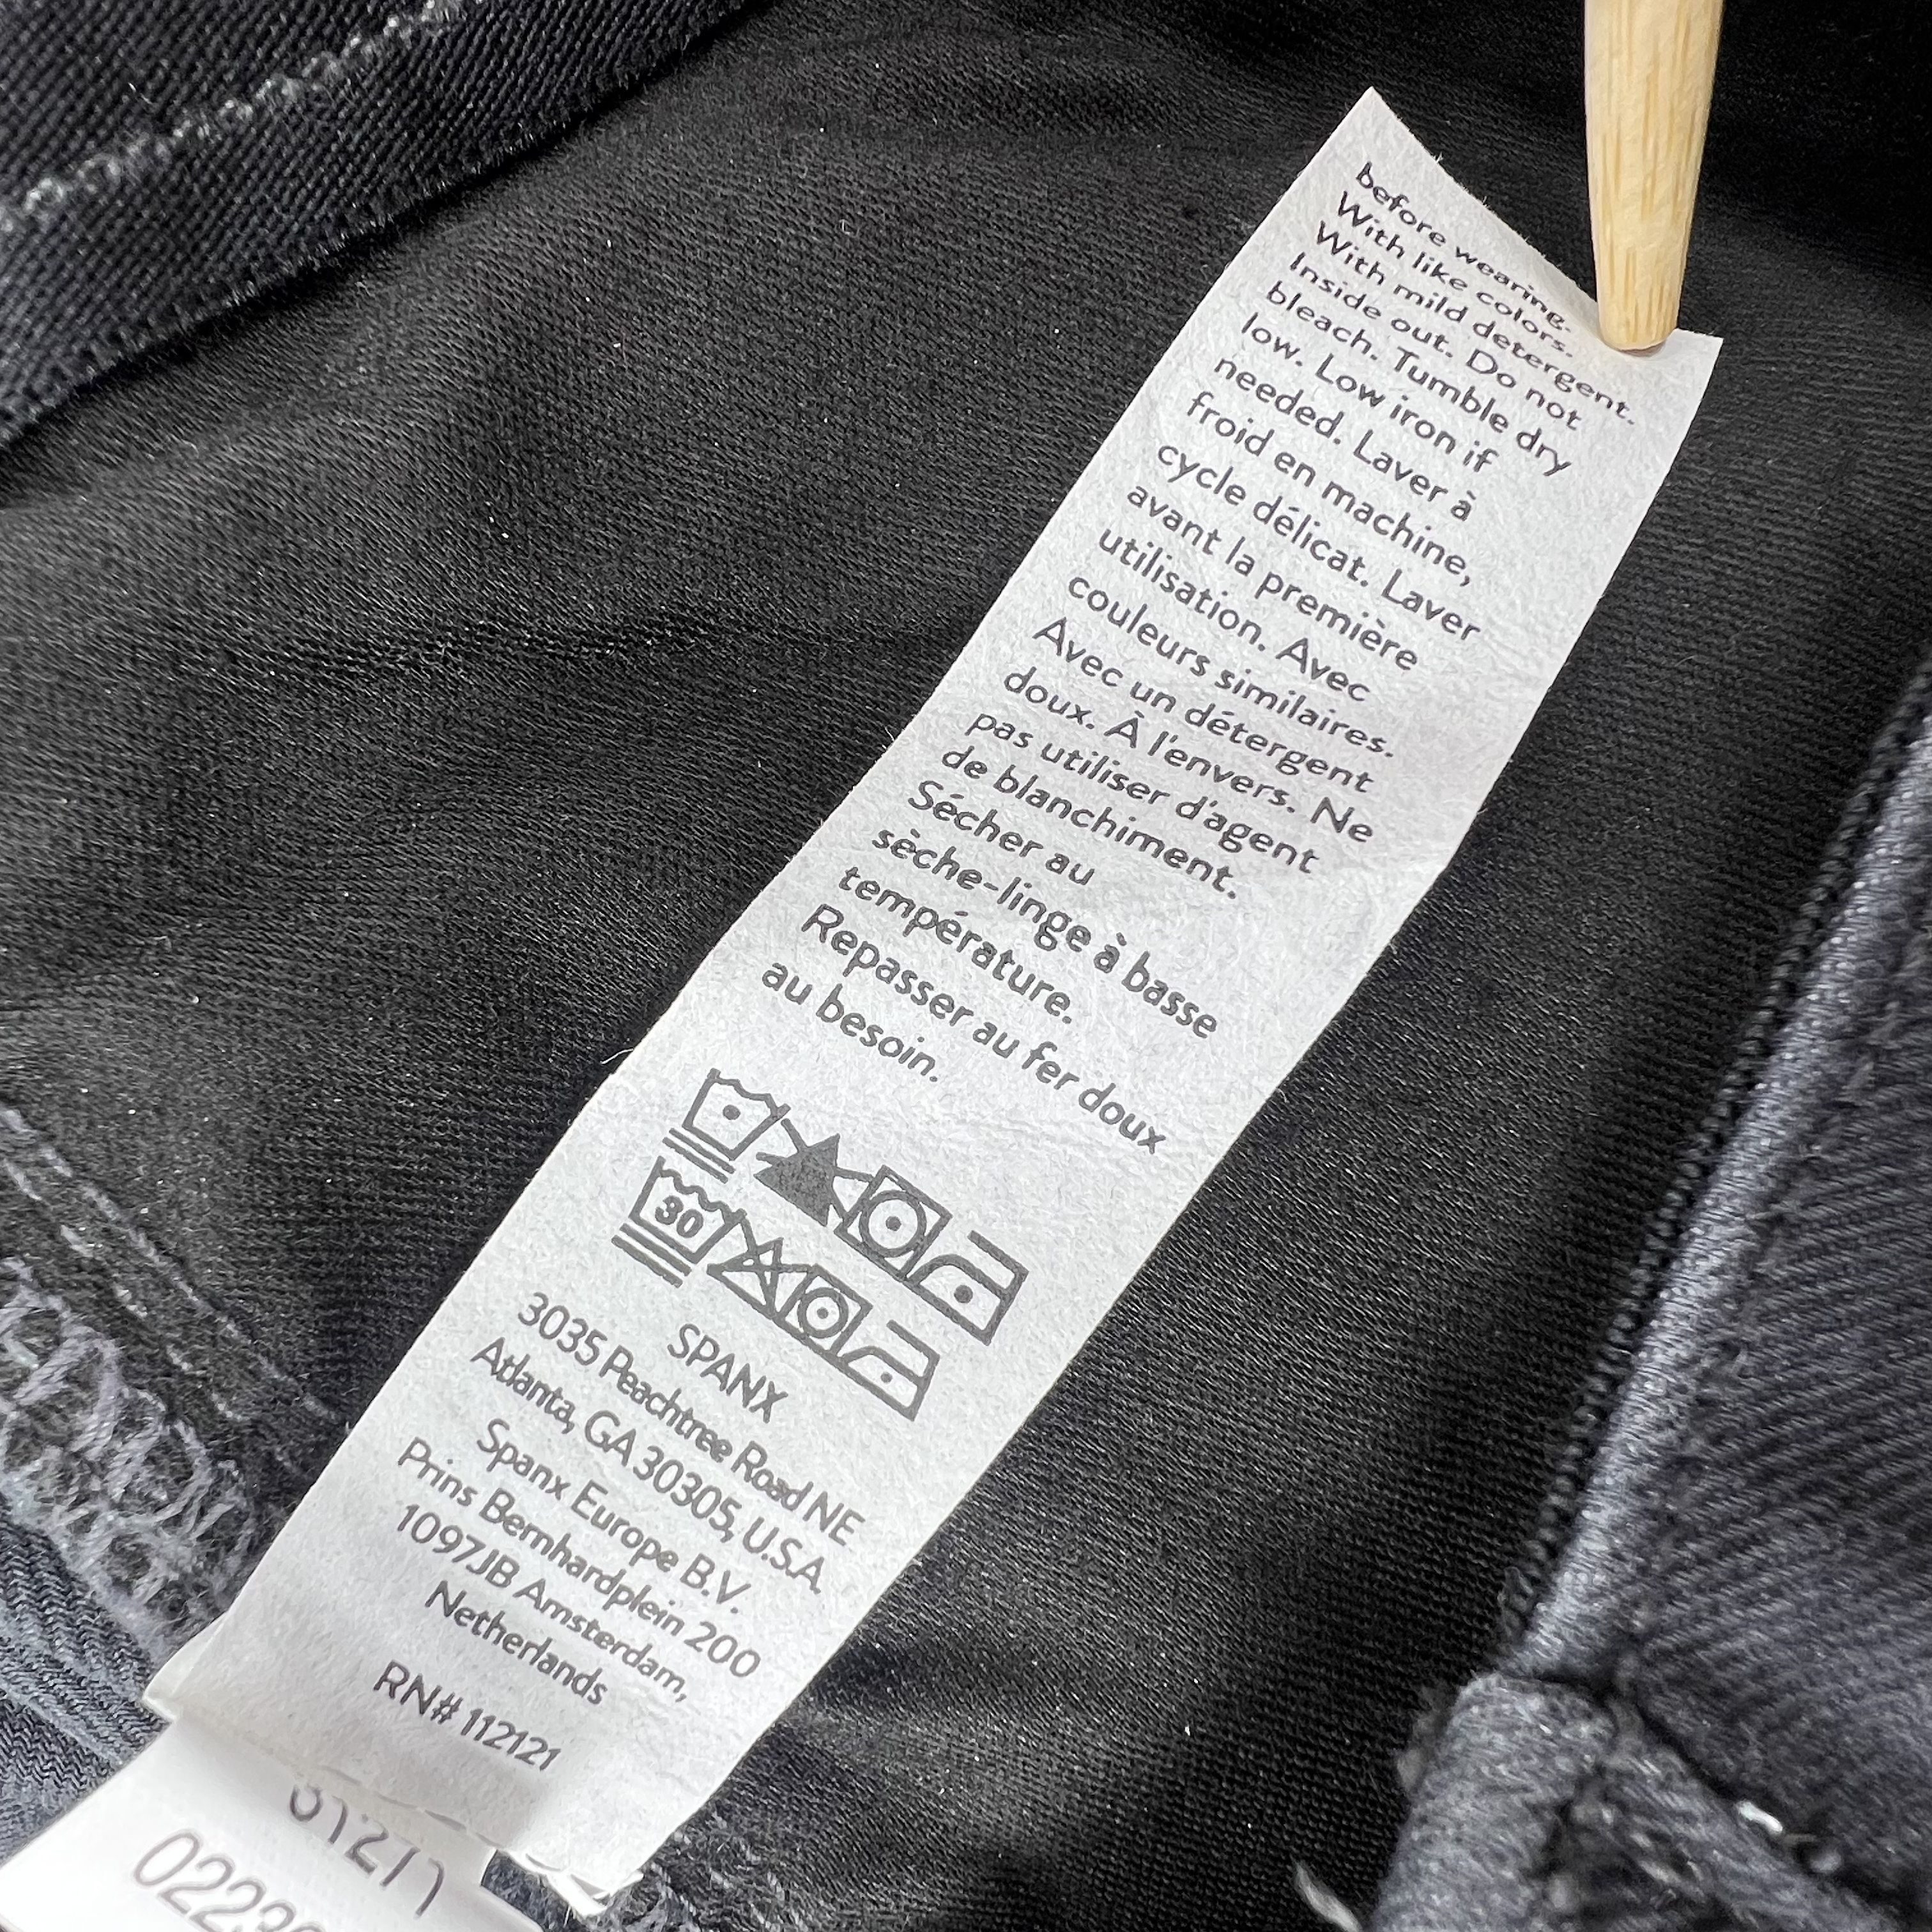 before wearing.
With like colors.
With mild detergent.
Inside out. Do not
bleach. Tumble dry
low. Low iron if
needed. Laver à
froid en machine,
cycle délicat. Laver
avant la première
utilisation. Avec
couleurs similaires.
Avec un détergent
doux. À l'envers. Ne
pas utiliser d'agent
de blanchiment.
Sécher au
sèche-linge à basse
température.
Repasser au fer doux
au besoin.
30
SPANX
3035 Peachtree Road NE
Atlanta, GA 30305, U.S.A.
Spanx Europe B.V.
Prins Bernhardplein 200
1097JB Amsterdam,
Netherlands
RN# 112121